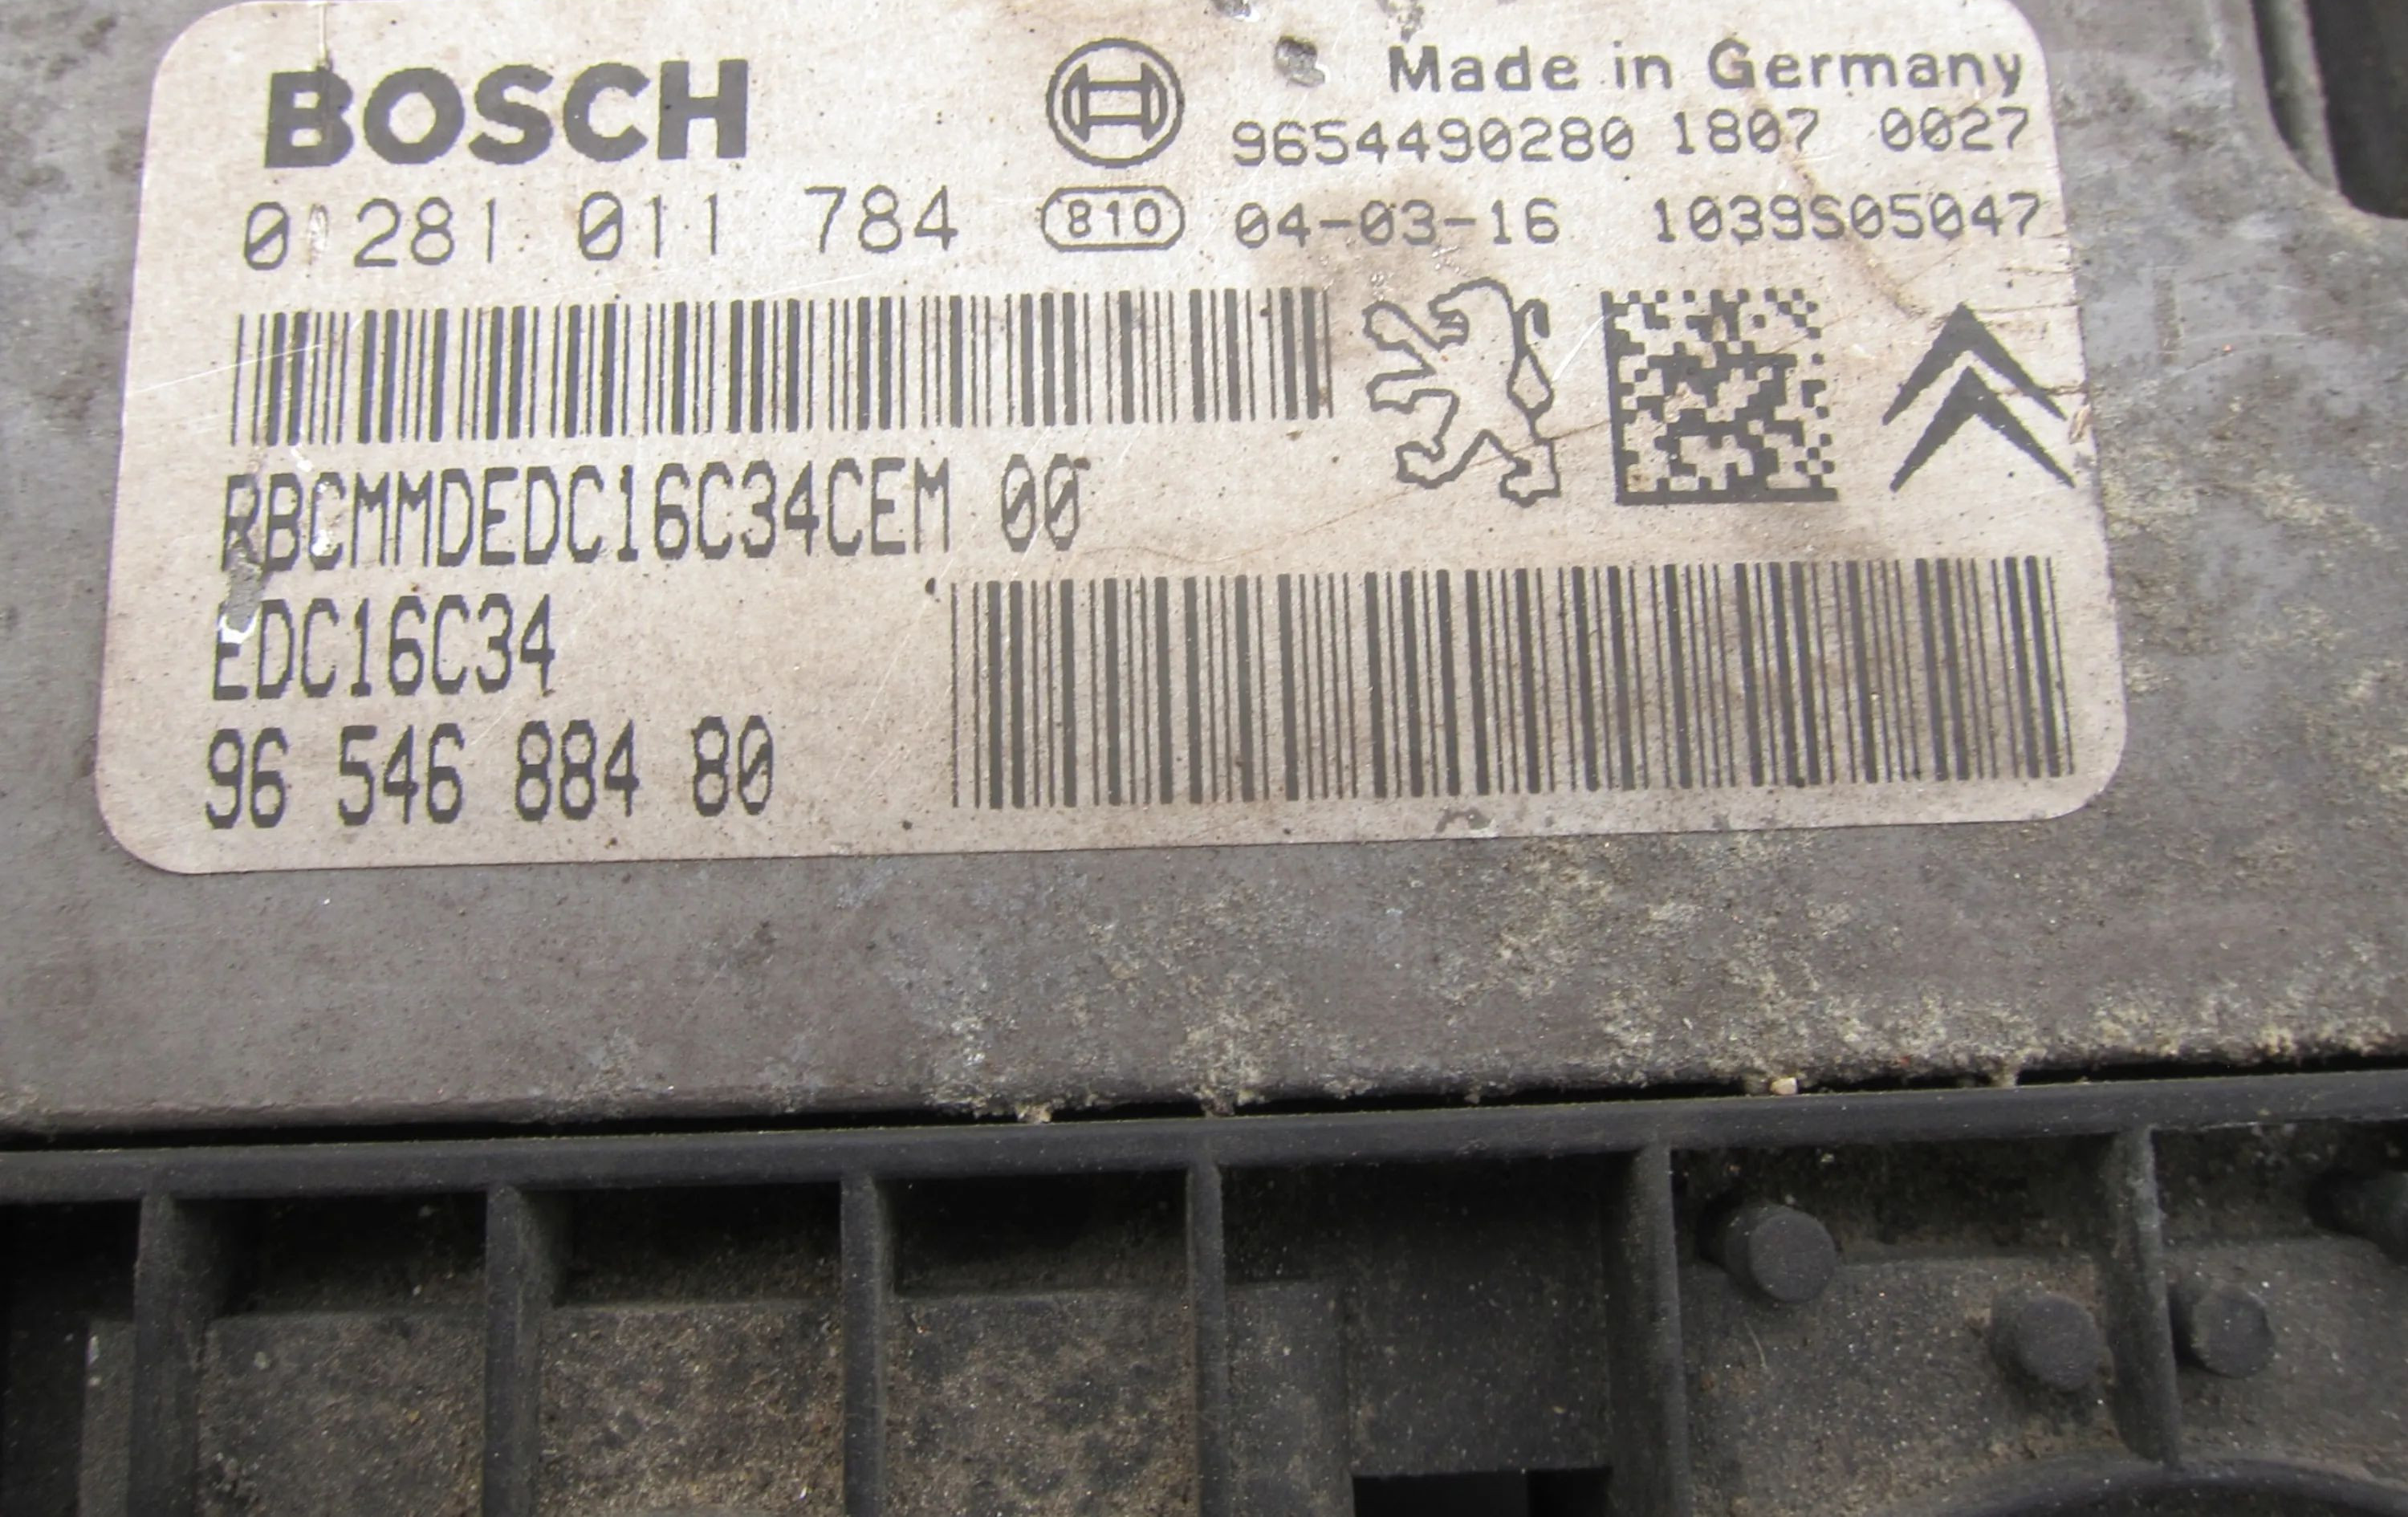 BOSCH
Made in Germany
9654490280 1807 0027
0 281 011 784
810
04-03-16 1039S05047
RBCMMDEDC16C34CEM 00
EDC16C34
96 546 884 80